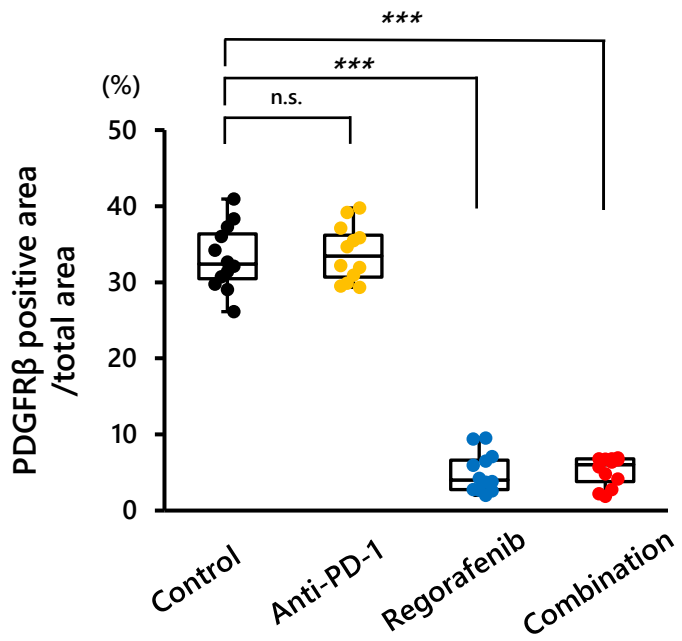 ***
***
(%)
n.s.
50
40
30
20
10
0
PDGFRβ positive area
/total area
Control
Anti-PD-1
Regorafenib
Combination